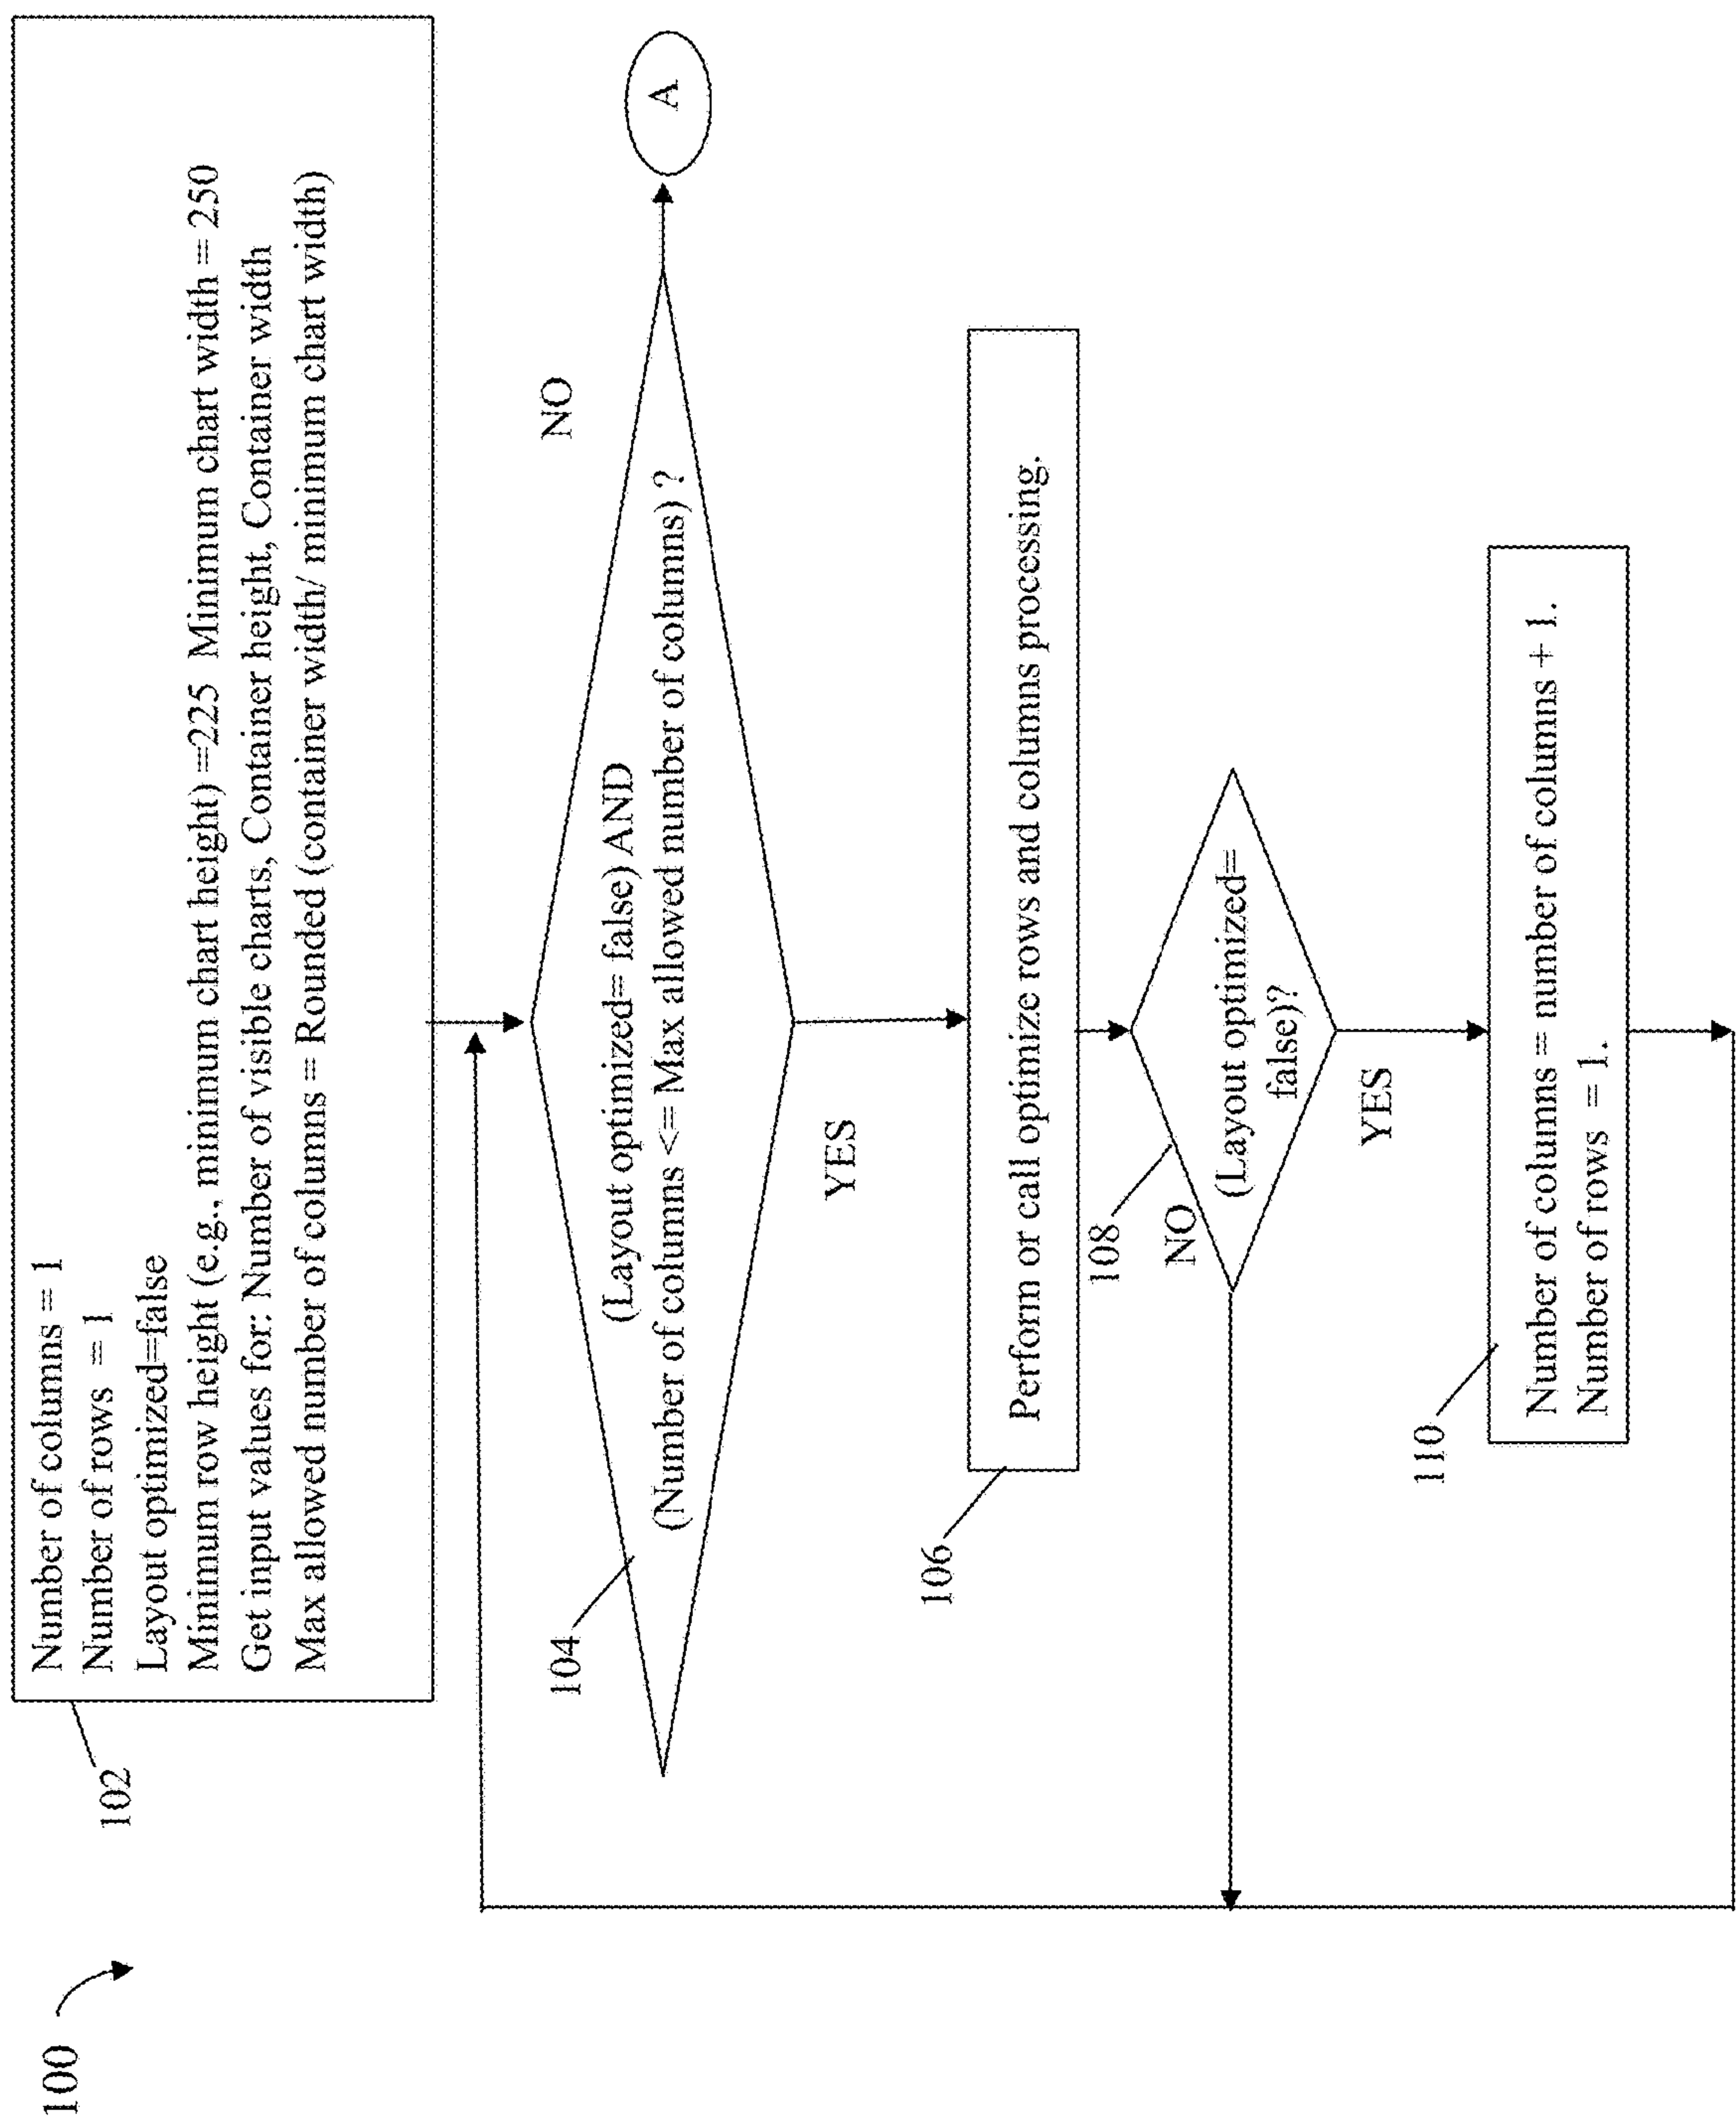 100
102
Number of columns = 1
Number of rows = 1
Layout optimized=false
Minimum row height (e.g., minimum chart height) =225 Minimum chart width = 250
Get input values for: Number of visible charts, Container height, Container width
Max allowed number of columns = Rounded (container width/ minimum chart width)
104
(Layout optimized= false) AND
(Number of columns <= Max allowed number of columns) ?
NO
A
YES
106
Perform or call optimize rows and columns processing.
108
NO
(Layout optimized=
false)?
YES
110
Number of columns = number of columns + 1.
Number of rows = 1.